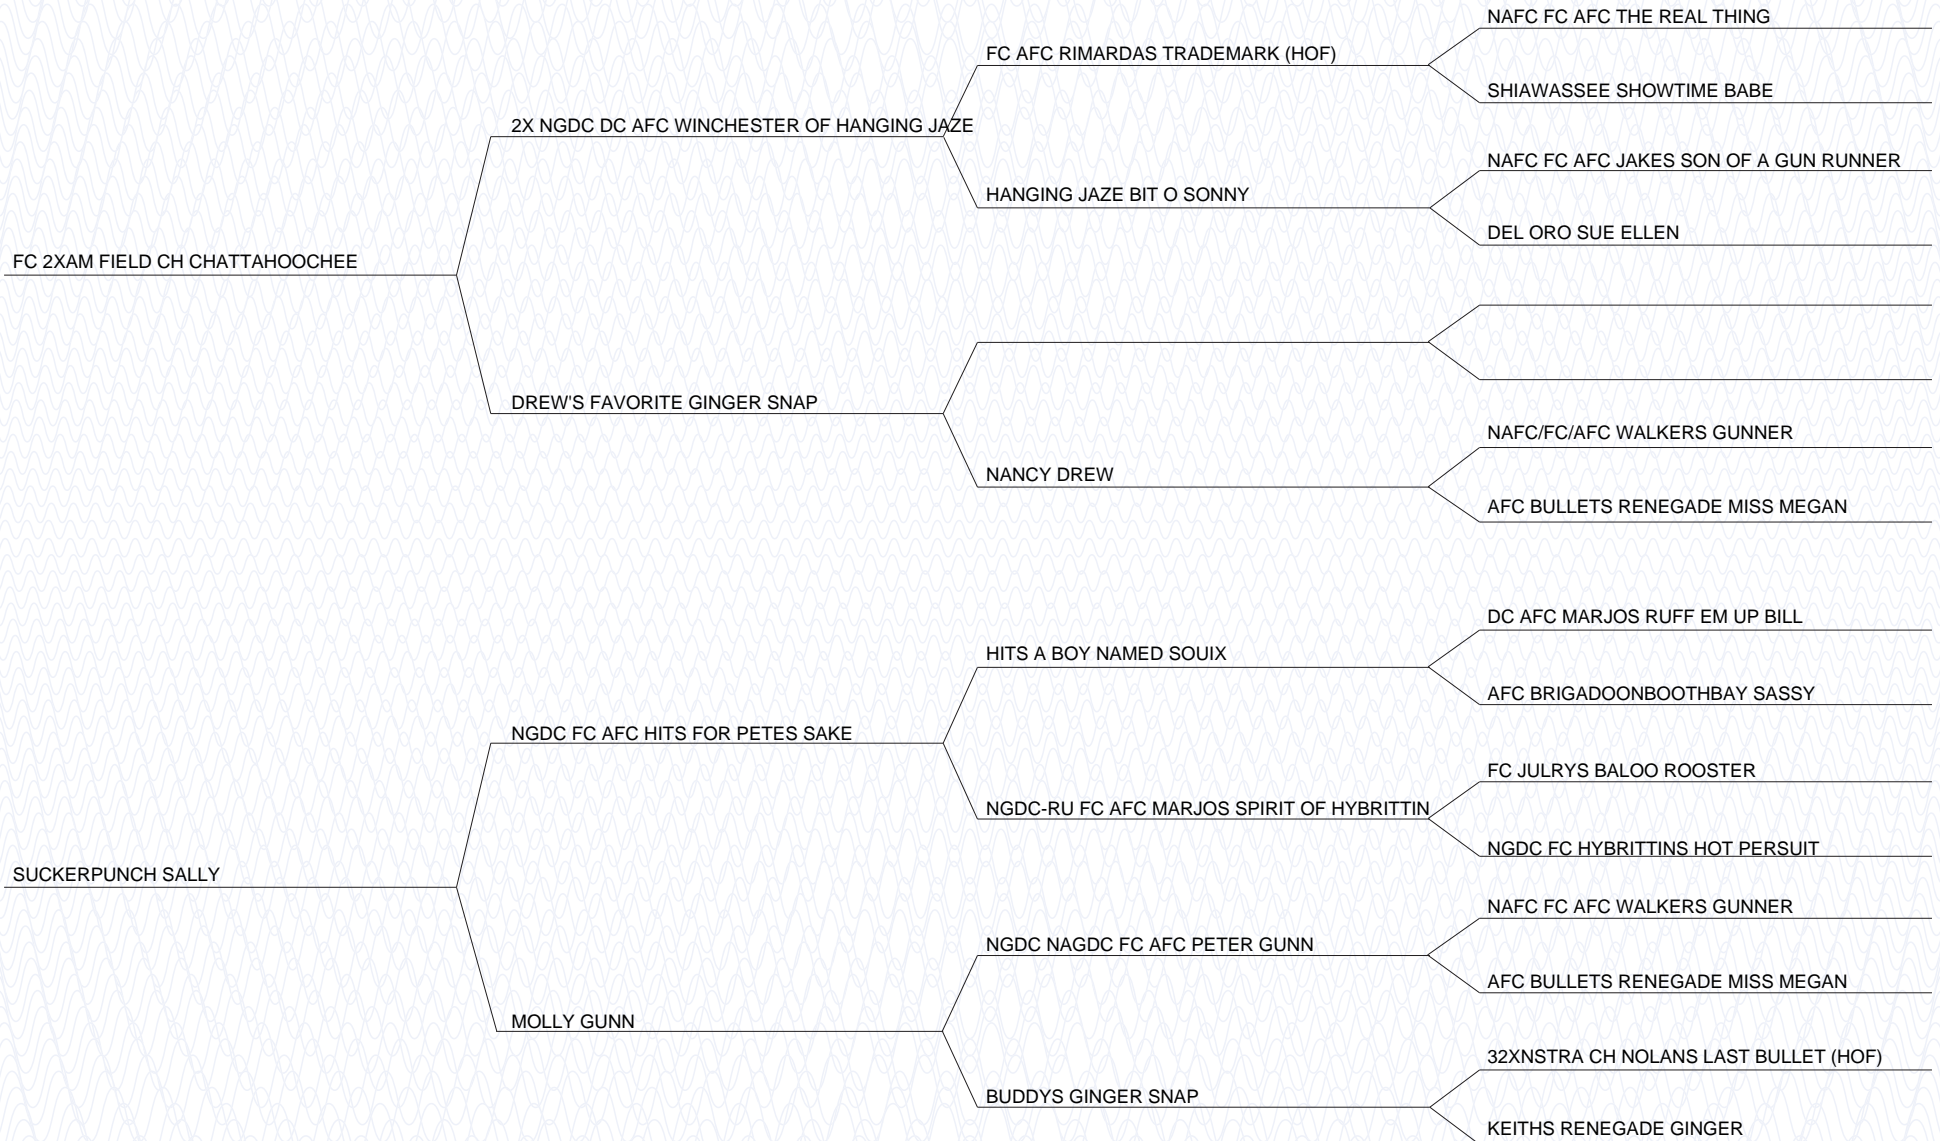 NAFC FC AFC THE REAL THING
FC AFC RIMARDAS TRADEMARK (HOF)
SHIAWASSEE SHOWTIME BABE
2X NGDC DC AFC WINCHESTER OF HANGING JAZE
NAFC FC AFC JAKES SON OF A GUN RUNNER
HANGING JAZE BIT O SONNY
DEL ORO SUE ELLEN
FC 2XAM FIELD CH CHATTAHOOCHEE
DREW'S FAVORITE GINGER SNAP
NAFC/FC/AFC WALKERS GUNNER
NANCY DREW
AFC BULLETS RENEGADE MISS MEGAN
DC AFC MARJOS RUFF EM UP BILL
HITS A BOY NAMED SOUIX
AFC BRIGADOONBOOTHBAY SASSY
NGDC FC AFC HITS FOR PETES SAKE
FC JULRYS BALOO ROOSTER
NGDC-RU FC AFC MARJOS SPIRIT OF HYBRITTIN
NGDC FC HYBRITTINS HOT PERSUIT
SUCKERPUNCH SALLY
NAFC FC AFC WALKERS GUNNER
NGDC NAGDC FC AFC PETER GUNN
AFC BULLETS RENEGADE MISS MEGAN
MOLLY GUNN
32XNSTRA CH NOLANS LAST BULLET (HOF)
BUDDYS GINGER SNAP
KEITHS RENEGADE GINGER